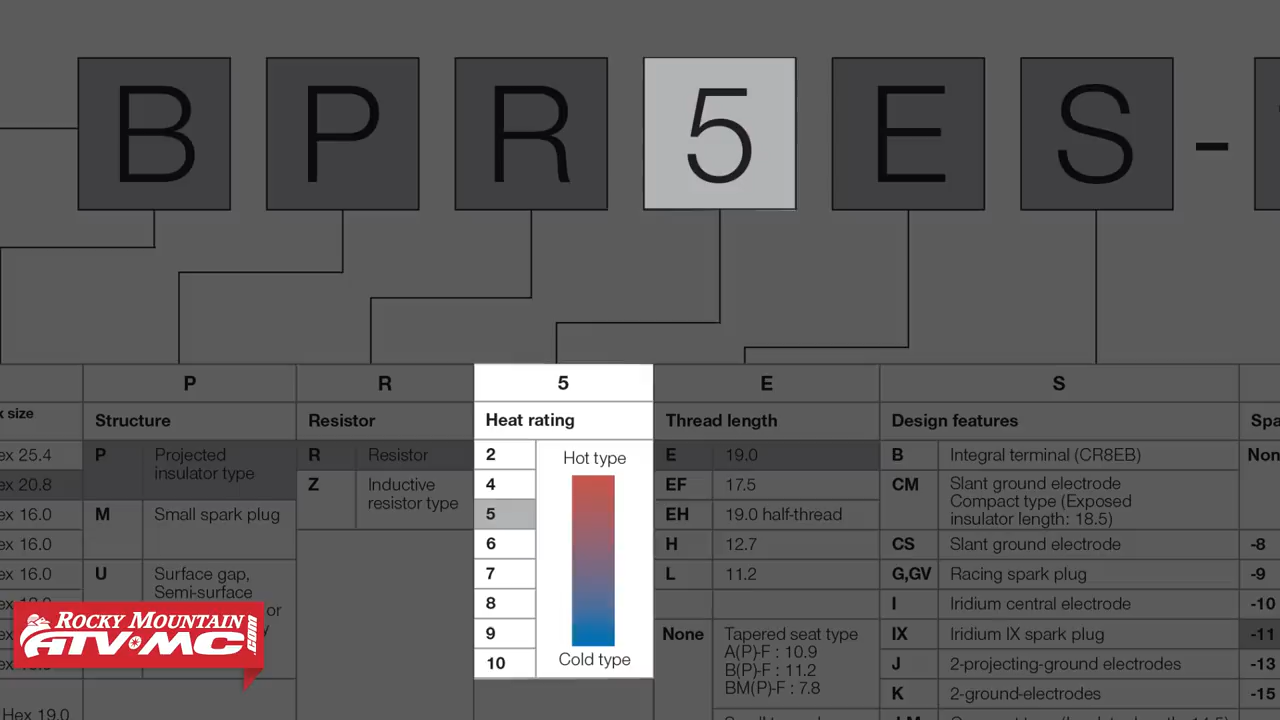 B P R 5 E S -
P R 5 E S
x size Structure Resistor Heat rating Thread length Design features Spa
ex 25.4
ex 20.8
ex 16.0
ex 16.0
ex 16.0
Hex 19.0
P Projected
insulator type
M Small spark plug
U Surface gap,
Semi-surface
or
R Resistor
Z Inductive
resistor type
2
4
5
6
7
8
9
10
Hot type
Cold type
E 19.0
EF 17.5
EH 19.0 half-thread
H 12.7
L 11.2
None Tapered seat type
A(P)-F : 10.9
B(P)-F : 11.2
BM(P)-F : 7.8
B Integral terminal (CR8EB)
CM Slant ground electrode
Compact type (Exposed
insulator length: 18.5)
CS Slant ground electrode
G,GV Racing spark plug
I Iridium central electrode
IX Iridium IX spark plug
J 2-projecting-ground electrodes
K 2-ground-electrodes
Non
-8
-9
-10
-11
-13
-15
ROCKY MOUNTAIN
ATV MC.COM